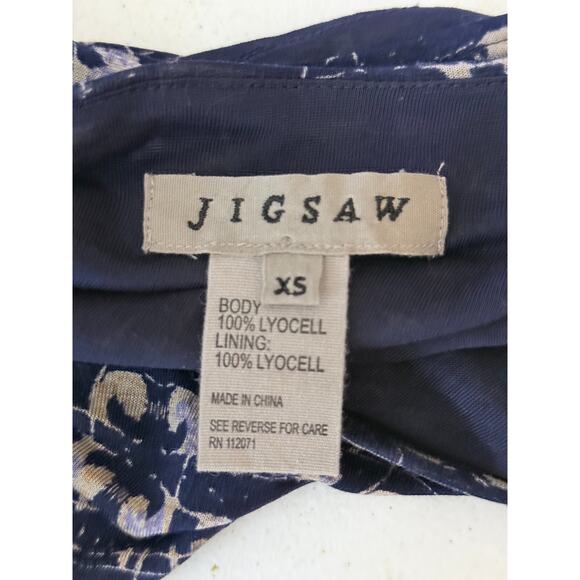 JIGSAW
XS
BODY
100% LYOCELL
LINING:
100% LYOCELL
MADE IN CHINA
SEE REVERSE FOR CARE
RN 112071